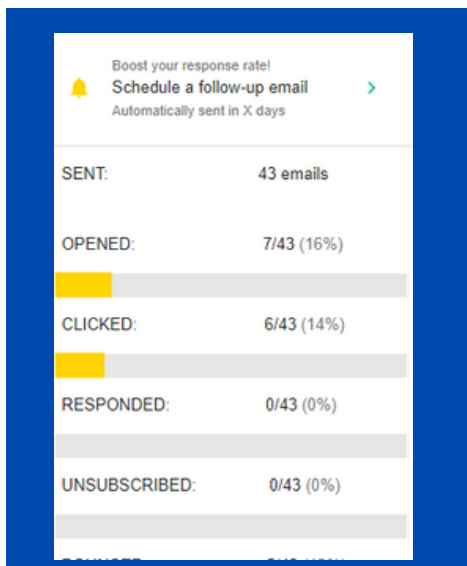 Boost your response rate!
Schedule a follow-up email
Automatically sent in X days
SENT: 43 emails
OPENED: 7/43 (16%)
CLICKED: 6/43 (14%)
RESPONDED: 0/43 (0%)
UNSUBSCRIBED: 0/43 (0%)